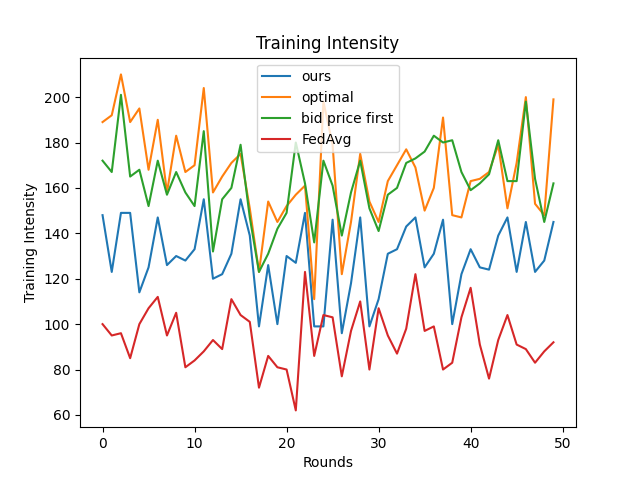 Training Intensity
ours
optimal
bid price first
FedAvg
Training Intensity
200
180
160
140
120
100
80
60
0
10
20
30
40
50
Rounds